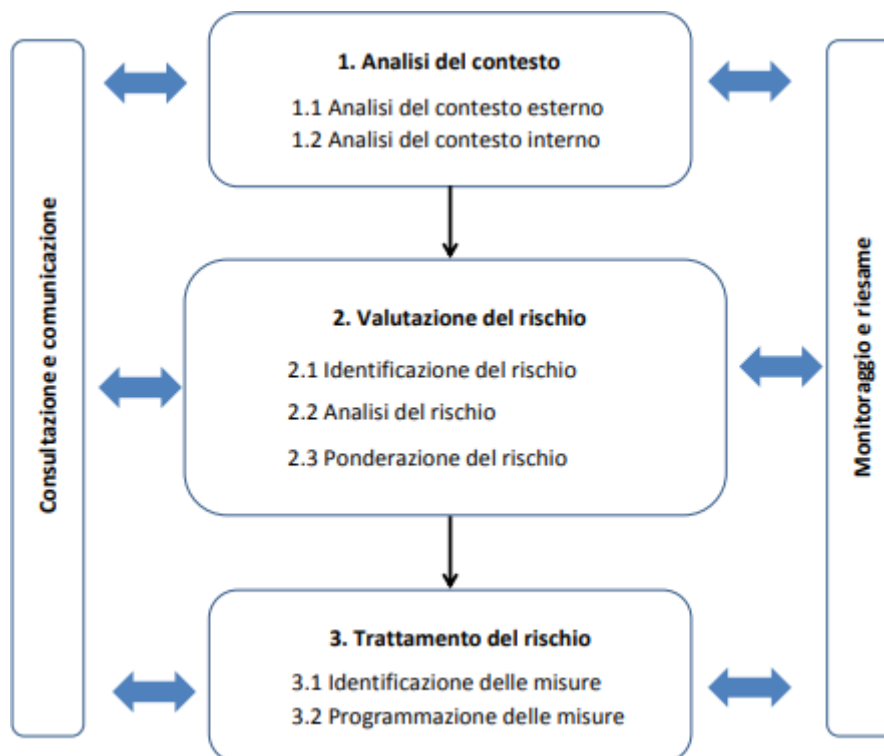 Consultazione e comunicazione
1. Analisi del contesto
1.1 Analisi del contesto esterno
1.2 Analisi del contesto interno
2. Valutazione del rischio
2.1 Identificazione del rischio
2.2 Analisi del rischio
2.3 Ponderazione del rischio
3. Trattamento del rischio
3.1 Identificazione delle misure
3.2 Programmazione delle misure
Monitoraggio e riesame